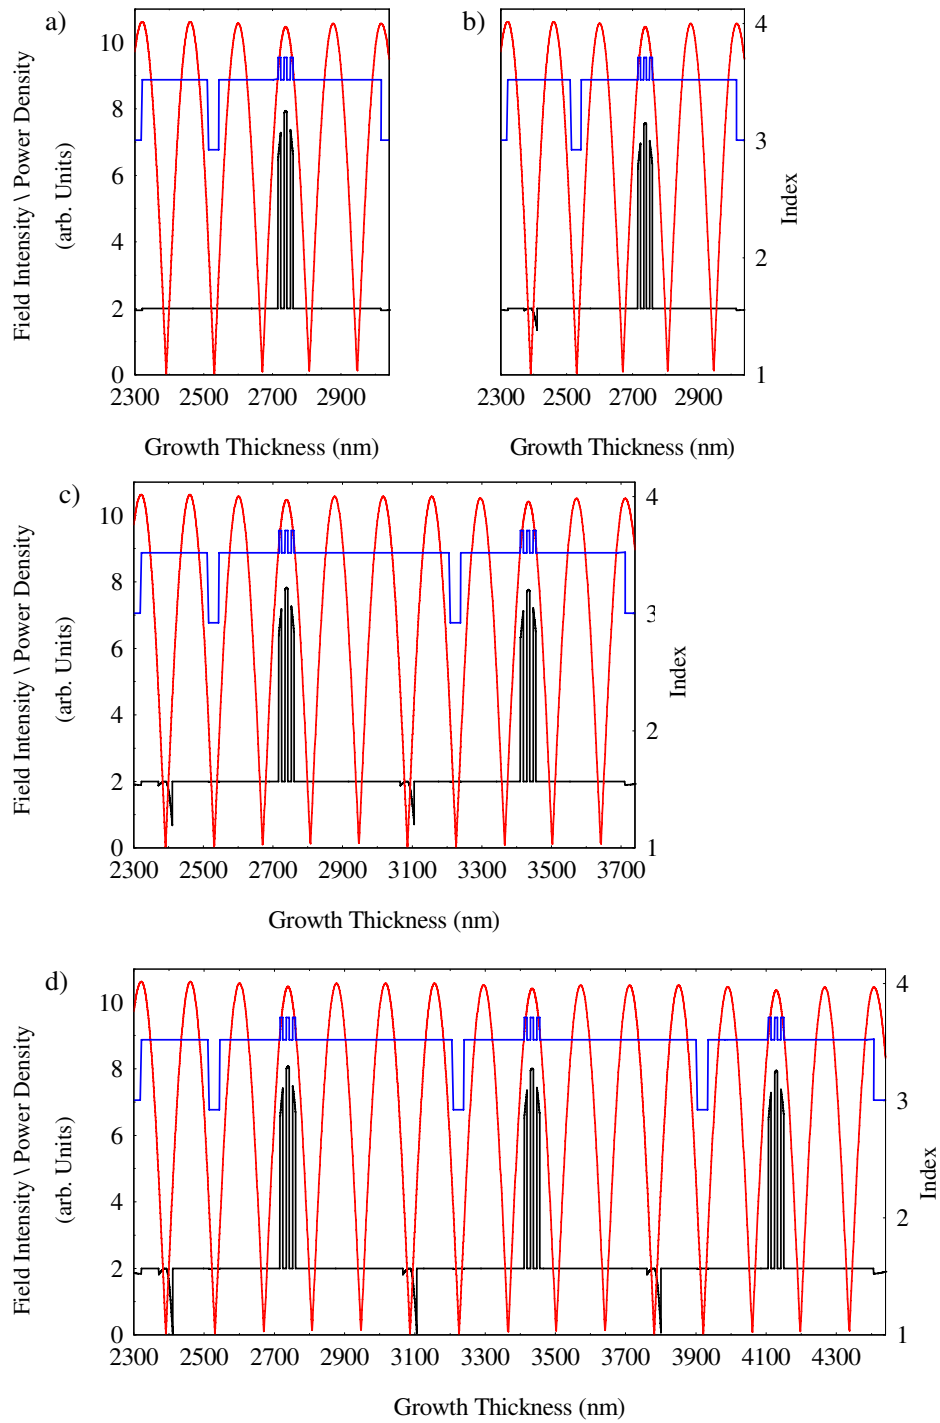 a)
Field Intensity \ Power Density
(arb. Units)
10
8
6
4
2
0
2300 2500 2700 2900
Growth Thickness (nm)
b)
4
3
2
1
Index
2300 2500 2700 2900
Growth Thickness (nm)
c)
Field Intensity \ Power Density
(arb. Units)
10
8
6
4
2
0
4
3
2
1
Index
2300 2500 2700 2900 3100 3300 3500 3700
Growth Thickness (nm)
d)
Field Intensity \ Power Density
(arb. Units)
10
8
6
4
2
0
4
3
2
1
Index
2300 2500 2700 2900 3100 3300 3500 3700 3900 4100 4300
Growth Thickness (nm)